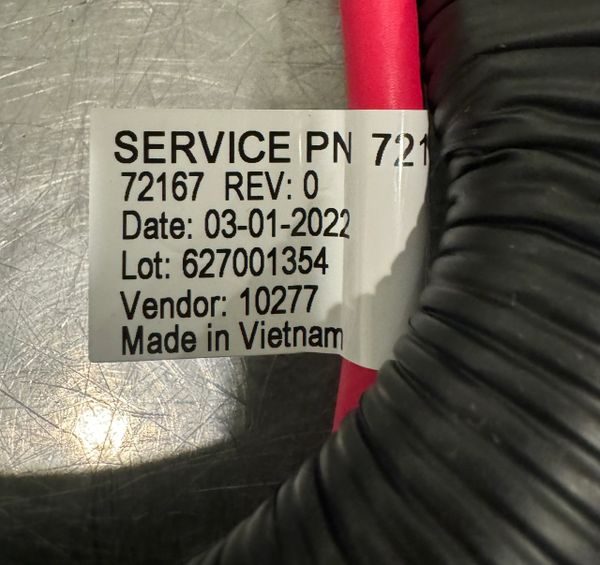 SERVICE PN 721
72167 REV: 0
Date: 03-01-2022
Lot: 627001354
Vendor: 10277
Made in Vietnam